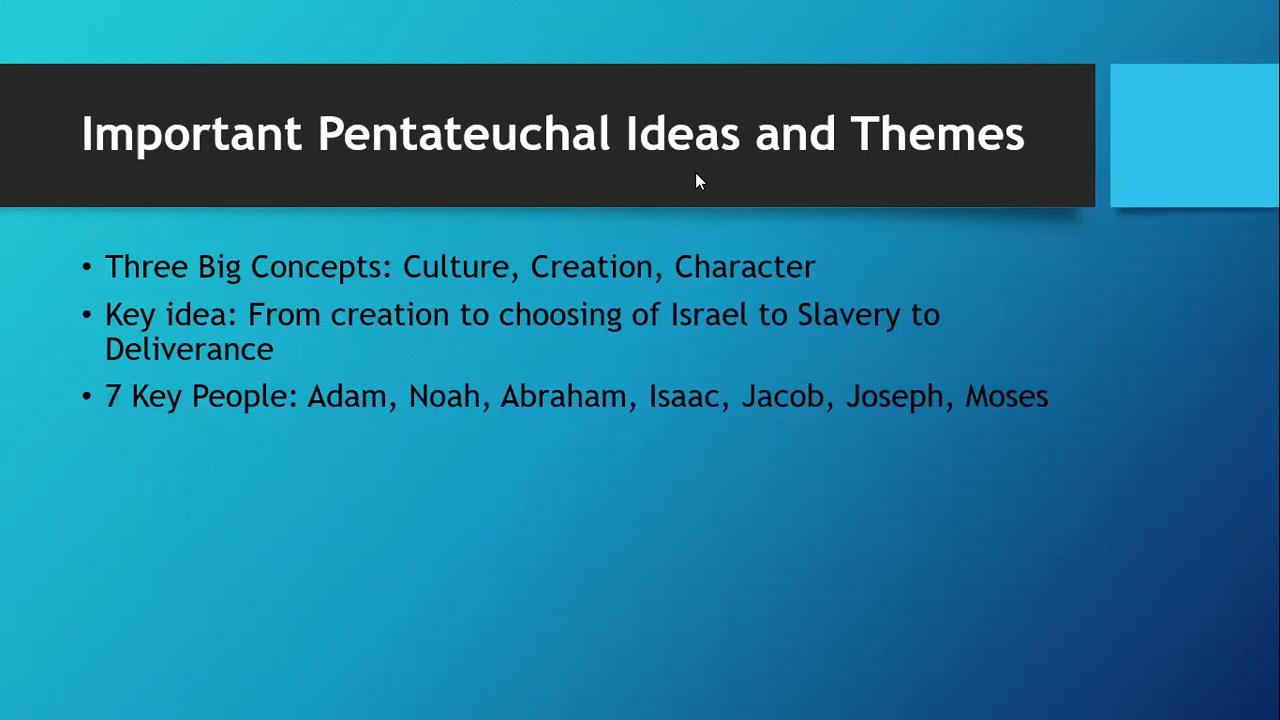 Important Pentateuchal Ideas and Themes
• Three Big Concepts: Culture, Creation, Character
• Key idea: From creation to choosing of Israel to Slavery to
Deliverance
• 7 Key People: Adam, Noah, Abraham, Isaac, Jacob, Joseph, Moses